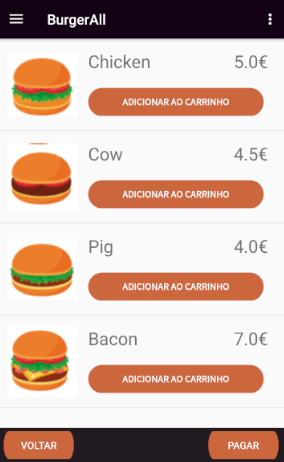 BurgerAll
Chicken 5.0€
ADICIONAR AO CARRINHO
Cow 4.5€
ADICIONAR AO CARRINHO
Pig 4.0€
ADICIONAR AO CARRINHO
Bacon 7.0€
ADICIONAR AO CARRINHO
VOLTAR PAGAR